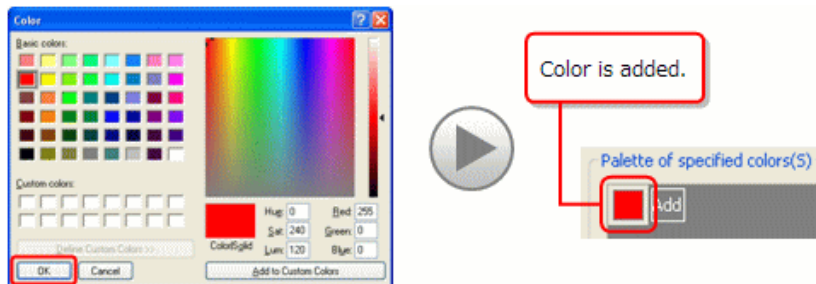 Color
Basic colors:
Custom colors:
Define Custom Colors >>
OK
Cancel
Color|Solid
Hue: 0
Sat: 240
Lum: 120
Red: 255
Green: 0
Blue: 0
Add to Custom Colors
Color is added.
Palette of specified colors(S)
Add